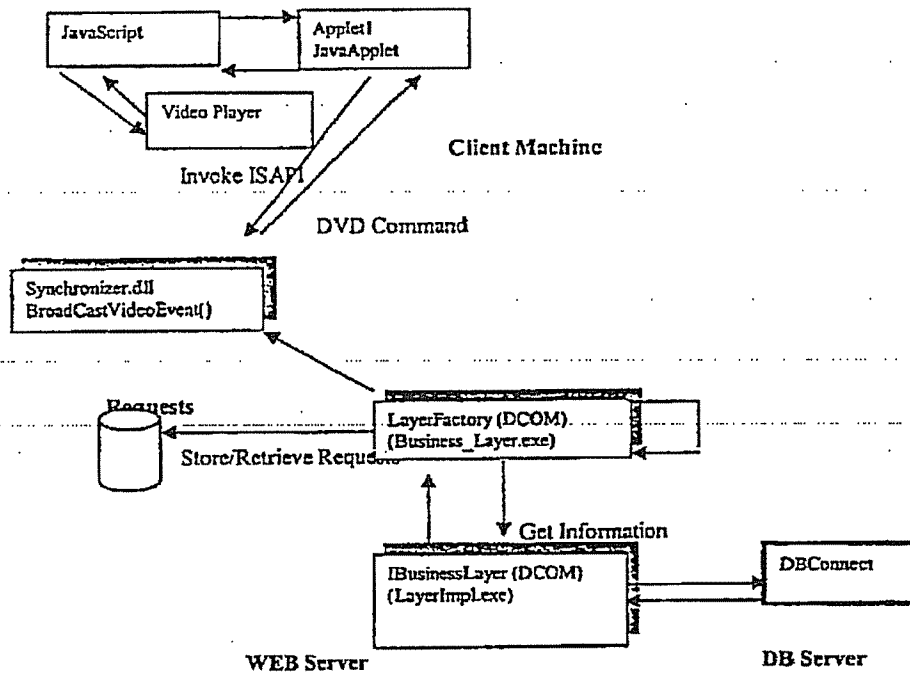 JavaScript
Applet1
JavaApplet
Video Player
Client Machine
Invoke ISAPI
DVD Command
Synchronizer.dll
BroadCastVideoEvent()
Requests
LayerFactory (DCOM).
(Business_Layer.exe)
Store/Retrieve Requests
Get Information
IBusinessLayer (DCOM)
(LayerImpl.exe)
DBConnect
WEB Server
DB Server